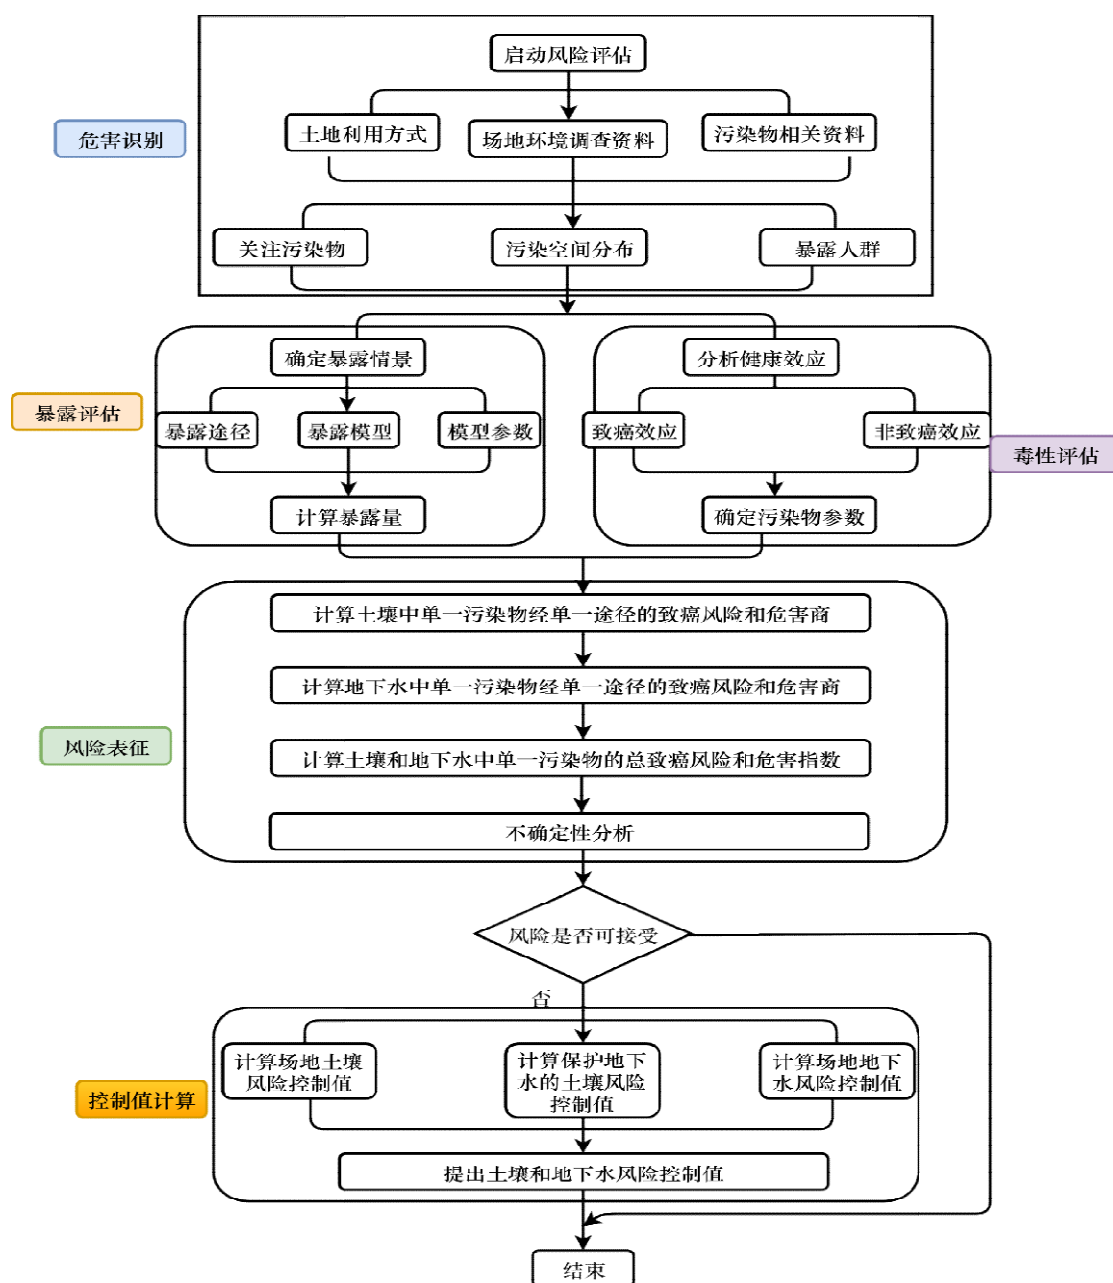 启动风险评估
危害识别
土地利用方式
场地环境调查资料
污染物相关资料
关注污染物
污染空间分布
暴露人群
确定暴露情景
分析健康效应
暴露评估
暴露途径
暴露模型
模型参数
致癌效应
非致癌效应
毒性评估
计算暴露量
确定污染物参数
计算土壤中单一污染物经单一途径的致癌风险和危害商
计算地下水中单一污染物经单一途径的致癌风险和危害商
风险表征
计算土壤和地下水中单一污染物的总致癌风险和危害指数
不确定性分析
风险是否可接受
否
计算场地土壤
风险控制值
计算保护地下
水的土壤风险
控制值
计算场地地下
水风险控制值
控制值计算
提出土壤和地下水风险控制值
结束